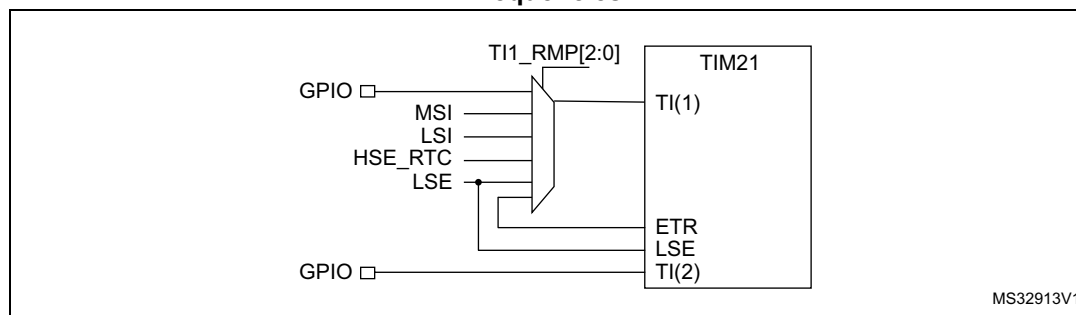 TI1_RMP[2:0]
TIM21
GPIO
TI(1)
MSI
LSI
HSE_RTC
LSE
ETR
LSE
GPIO
TI(2)
MS32913V1